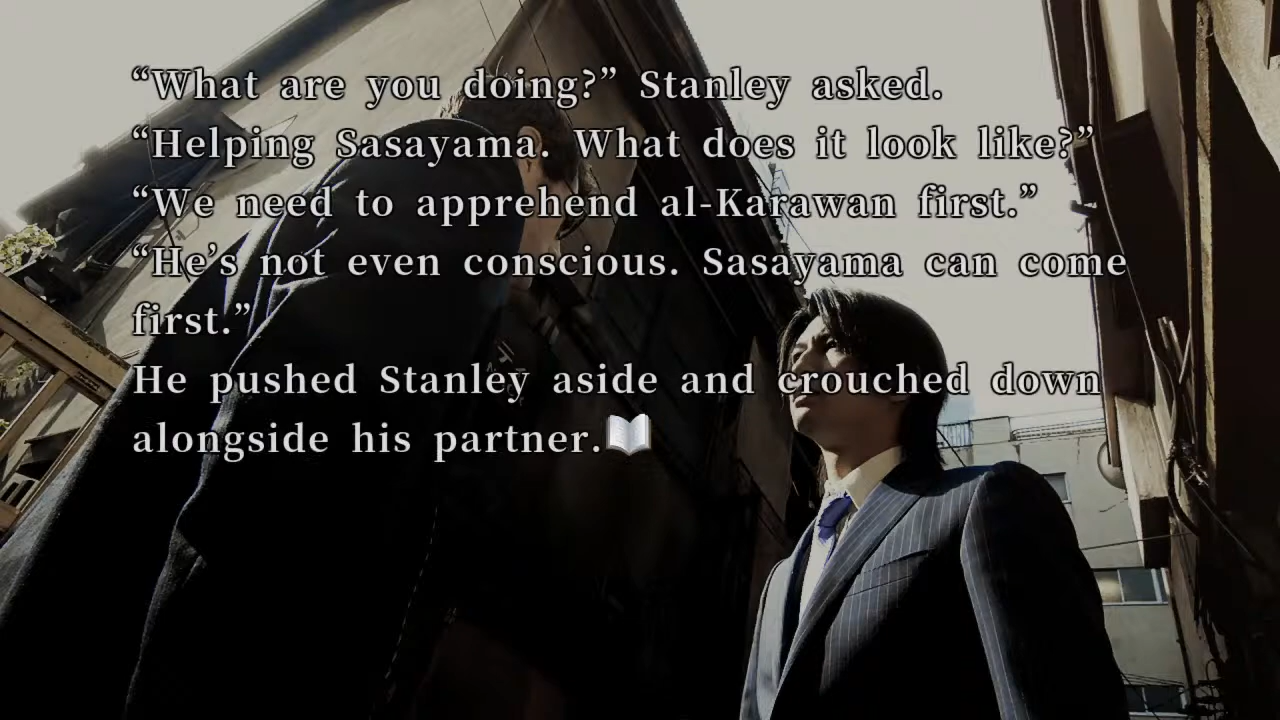 “What are you doing?” Stanley asked.
“Helping Sasayama. What does it look like?”
“We need to apprehend al-Karawan first.”
“He’s not even conscious. Sasayama can come
first.”
He pushed Stanley aside and crouched down
alongside his partner.